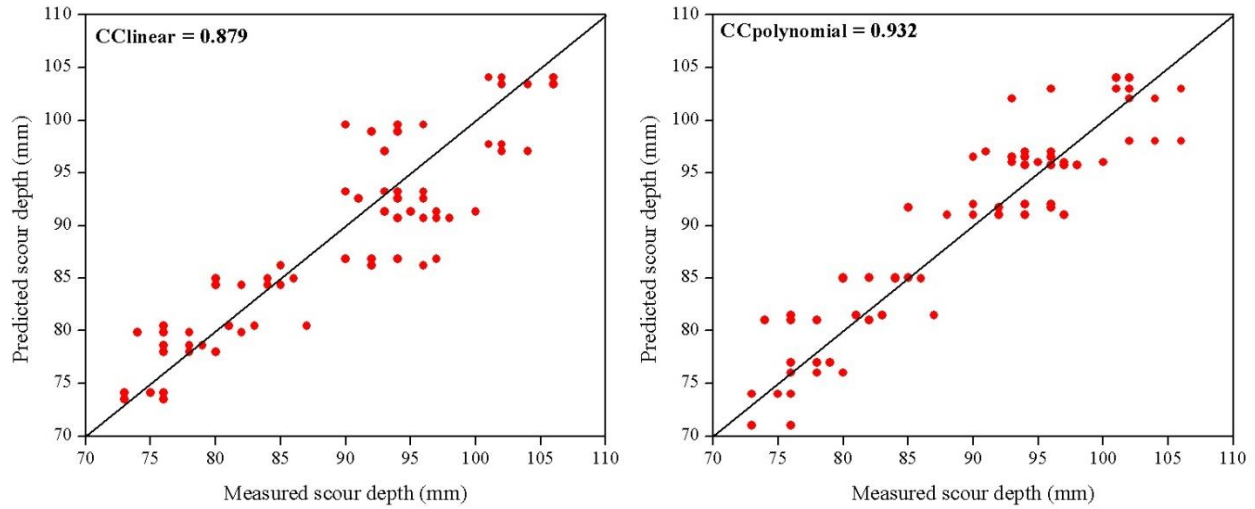 CClinear = 0.879
110
105
100
95
90
85
80
75
70
Predicted scour depth (mm)
70 75 80 85 90 95 100 105 110
Measured scour depth (mm)
CCpolynomial = 0.932
110
105
100
95
90
85
80
75
70
Predicted scour depth (mm)
70 75 80 85 90 95 100 105 110
Measured scour depth (mm)